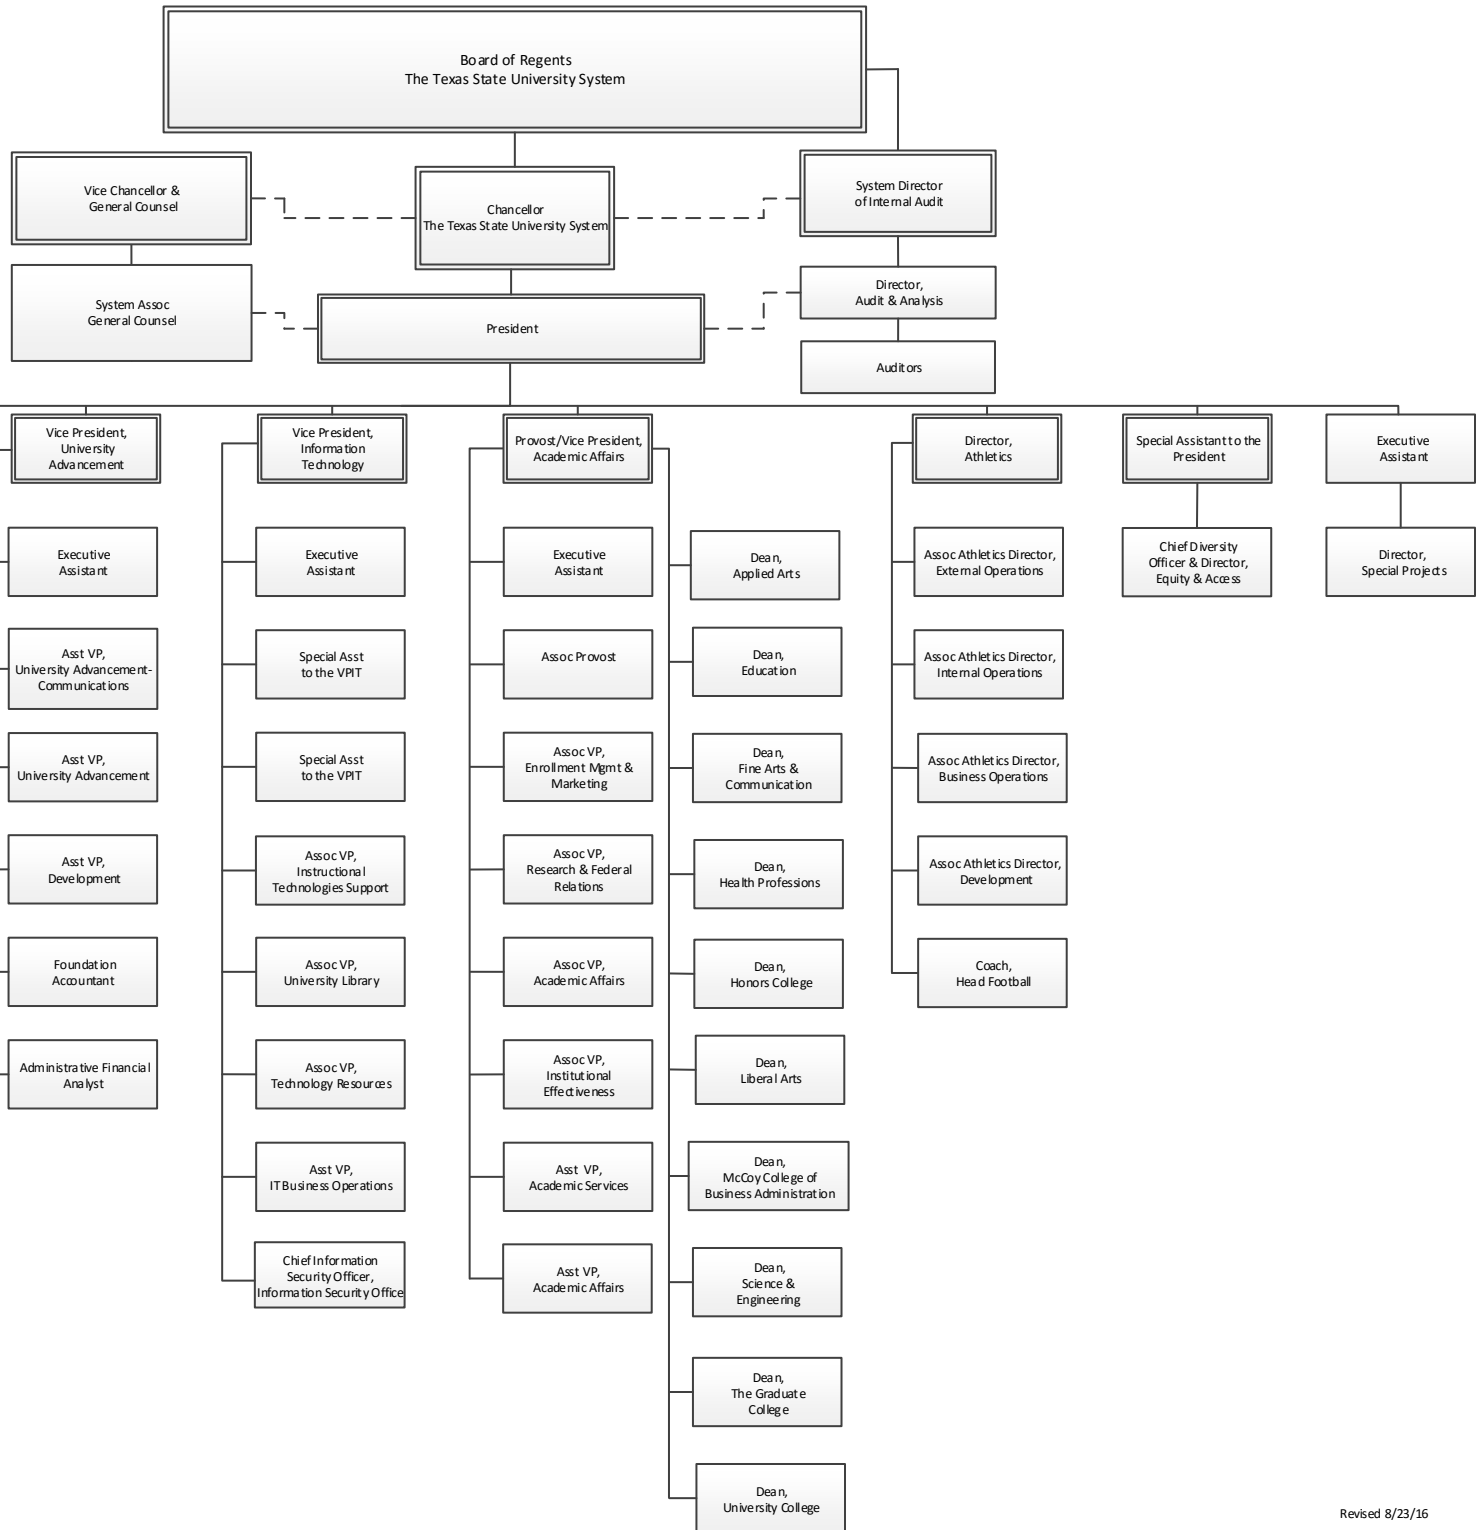 Board of Regents
The Texas State University System
Vice Chancellor &
General Counsel
Chancellor
The Texas State University System
System Director
of Internal Audit
System Assoc
General Counsel
President
Director,
Audit & Analysis
Auditors
Vice President,
University
Advancement
Executive
Assistant
Asst VP,
University Advancement-
Communications
Asst VP,
University Advancement
Asst VP,
Development
Foundation
Accountant
Administrative Financial
Analyst
Vice President,
Information
Technology
Executive
Assistant
Special Asst
to the VPIT
Special Asst
to the VPIT
Assoc VP,
Instructional
Technologies Support
Assoc VP,
University Library
Assoc VP,
Technology Resources
Asst VP,
IT Business Operations
Chief Information
Security Officer,
Information Security Office
Provost/Vice President,
Academic Affairs
Executive
Assistant
Assoc Provost
Assoc VP,
Enrollment Mgmt &
Marketing
Assoc VP,
Research & Federal
Relations
Assoc VP,
Academic Affairs
Assoc VP,
Institutional
Effectiveness
Asst VP,
Academic Services
Asst VP,
Academic Affairs
Dean,
Applied Arts
Dean,
Education
Dean,
Fine Arts &
Communication
Dean,
Health Professions
Dean,
Honors College
Dean,
Liberal Arts
Dean,
McCoy College of
Business Administration
Dean,
Science &
Engineering
Dean,
The Graduate
College
Dean,
University College
Director,
Athletics
Assoc Athletics Director,
External Operations
Assoc Athletics Director,
Internal Operations
Assoc Athletics Director,
Business Operations
Assoc Athletics Director,
Development
Coach,
Head Football
Special Assistant to the
President
Chief Diversity
Officer & Director,
Equity & Access
Executive
Assistant
Director,
Special Projects
Revised 8/23/16